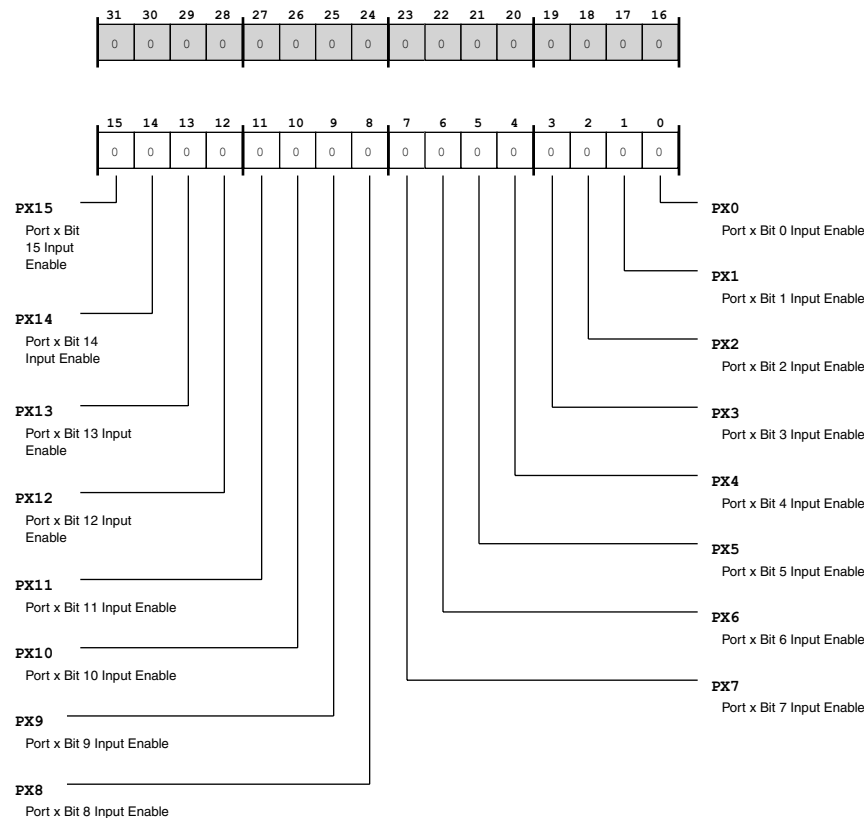 31 30 29 28 27 26 25 24 23 22 21 20 19 18 17 16
0 0 0 0 0 0 0 0 0 0 0 0 0 0 0 0
15 14 13 12 11 10 9 8 7 6 5 4 3 2 1 0
0 0 0 0 0 0 0 0 0 0 0 0 0 0 0 0
PX15
Port x Bit
15 Input
Enable
PX14
Port x Bit 14
Input Enable
PX13
Port x Bit 13 Input
Enable
PX12
Port x Bit 12 Input
Enable
PX11
Port x Bit 11 Input Enable
PX10
Port x Bit 10 Input Enable
PX9
Port x Bit 9 Input Enable
PX8
Port x Bit 8 Input Enable
PX0
Port x Bit 0 Input Enable
PX1
Port x Bit 1 Input Enable
PX2
Port x Bit 2 Input Enable
PX3
Port x Bit 3 Input Enable
PX4
Port x Bit 4 Input Enable
PX5
Port x Bit 5 Input Enable
PX6
Port x Bit 6 Input Enable
PX7
Port x Bit 7 Input Enable